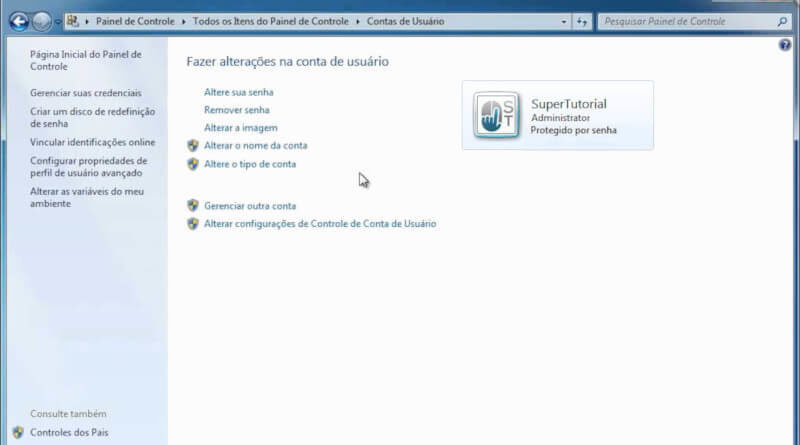 Painel de Controle Todos os Itens do Painel de Controle Contas de Usuário
Pesquisar Painel de Controle
Página Inicial do Painel de
Controle
Gerenciar suas credenciais
Criar um disco de redefinição
de senha
Vincular identificações online
Configurar propriedades de
perfil de usuário avançado
Alterar as variáveis do meu
ambiente
Fazer alterações na conta de usuário
Altere sua senha
Remover senha
Alterar a imagem
Alterar o nome da conta
Altere o tipo de conta
Gerenciar outra conta
Alterar configurações de Controle de Conta de Usuário
ST
SuperTutorial
Administrator
Protegido por senha
Consulte também
Controles dos Pais